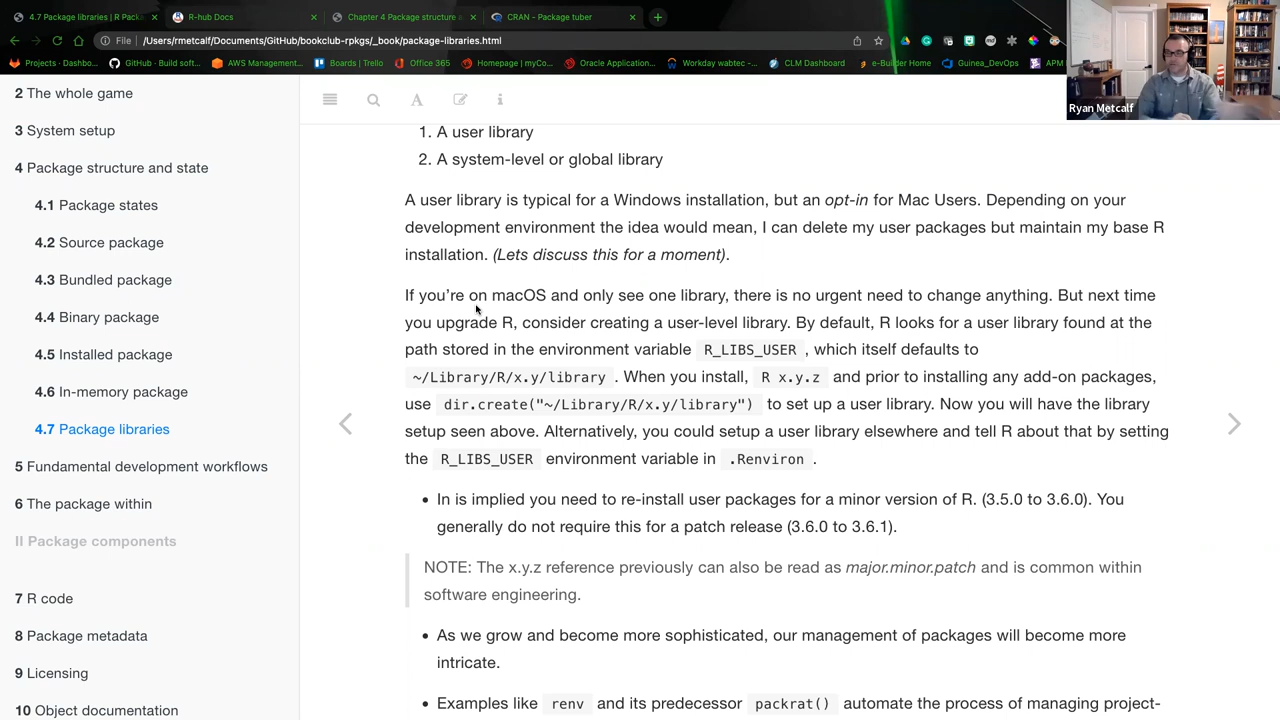 4.7 Package libraries | R Pack
R-hub Docs
Chapter 4 Package structure a
CRAN - Package tuber
File
/Users/rmetcalf/Documents/GitHub/bookclub-rpkgs/_book/package-libraries.html
Projects - Dashbo...
GitHub · Build soft...
AWS Management...
Boards | Trello
Office 365
Homepage | myCo...
Oracle Application...
Workday wabtec -...
CLM Dashboard
e-Builder Home
Guinea_DevOps
APM
Ryan Metcalf
2 The whole game
3 System setup
4 Package structure and state
4.1 Package states
4.2 Source package
4.3 Bundled package
4.4 Binary package
4.5 Installed package
4.6 In-memory package
4.7 Package libraries
5 Fundamental development workflows
6 The package within
II Package components
7 R code
8 Package metadata
9 Licensing
10 Object documentation
1. A user library
2. A system-level or global library
A user library is typical for a Windows installation, but an opt-in for Mac Users. Depending on your
development environment the idea would mean, I can delete my user packages but maintain my base R
installation. (Lets discuss this for a moment).
If you're on macOS and only see one library, there is no urgent need to change anything. But next time
you upgrade R, consider creating a user-level library. By default, R looks for a user library found at the
path stored in the environment variable R_LIBS_USER , which itself defaults to
~/Library/R/x.y/library . When you install, R x.y.z and prior to installing any add-on packages,
use dir.create("~/Library/R/x.y/library") to set up a user library. Now you will have the library
setup seen above. Alternatively, you could setup a user library elsewhere and tell R about that by setting
the R_LIBS_USER environment variable in .Renviron .
• In is implied you need to re-install user packages for a minor version of R. (3.5.0 to 3.6.0). You
generally do not require this for a patch release (3.6.0 to 3.6.1).
NOTE: The x.y.z reference previously can also be read as major.minor.patch and is common within
software engineering.
• As we grow and become more sophisticated, our management of packages will become more
intricate.
• Examples like renv and its predecessor packrat() automate the process of managing project-